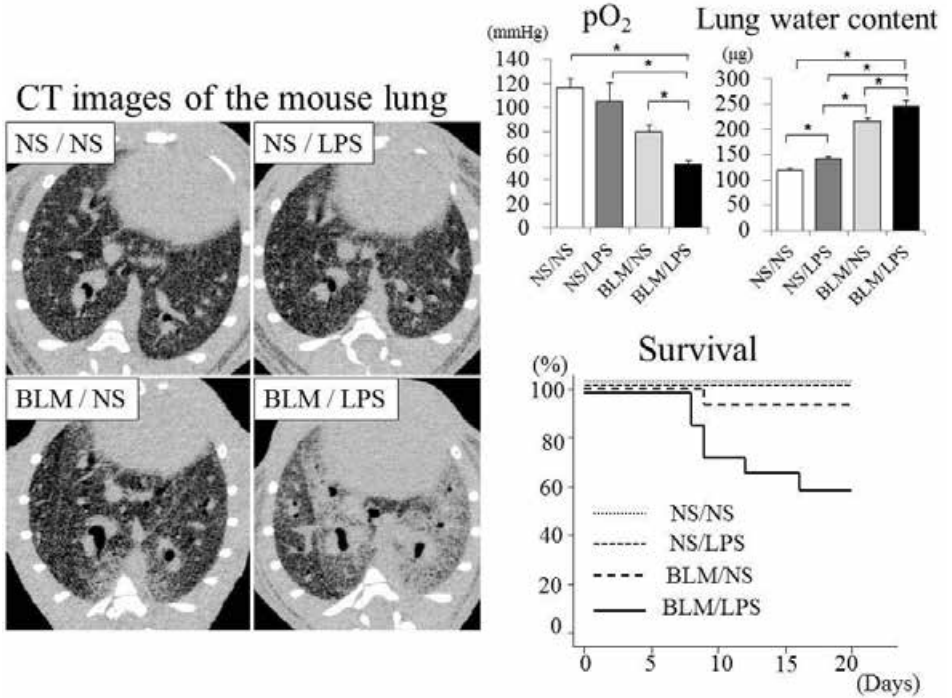 CT images of the mouse lung
NS / NS
NS / LPS
BLM / NS
BLM / LPS
pO₂
(mmHg)
140
120
100
80
60
40
20
0
*
*
*
NS/NS
NS/LPS
BLM/NS
BLM/LPS
Lung water content
(μg)
300
250
200
150
100
50
0
*
*
*
*
*
NS/NS
NS/LPS
BLM/NS
BLM/LPS
Survival
(%)
100
80
60
40
20
0
NS/NS
NS/LPS
BLM/NS
BLM/LPS
0 5 10 15 20
(Days)